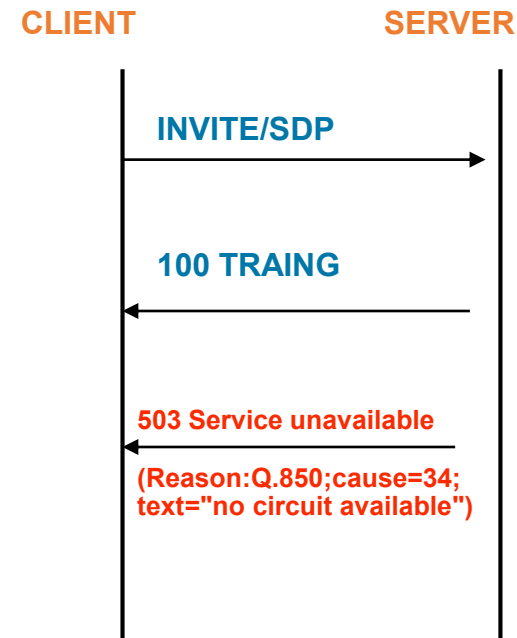 CLIENT
SERVER
INVITE/SDP
100 TRAING
503 Service unavailable
(Reason:Q.850;cause=34;
text="no circuit available")